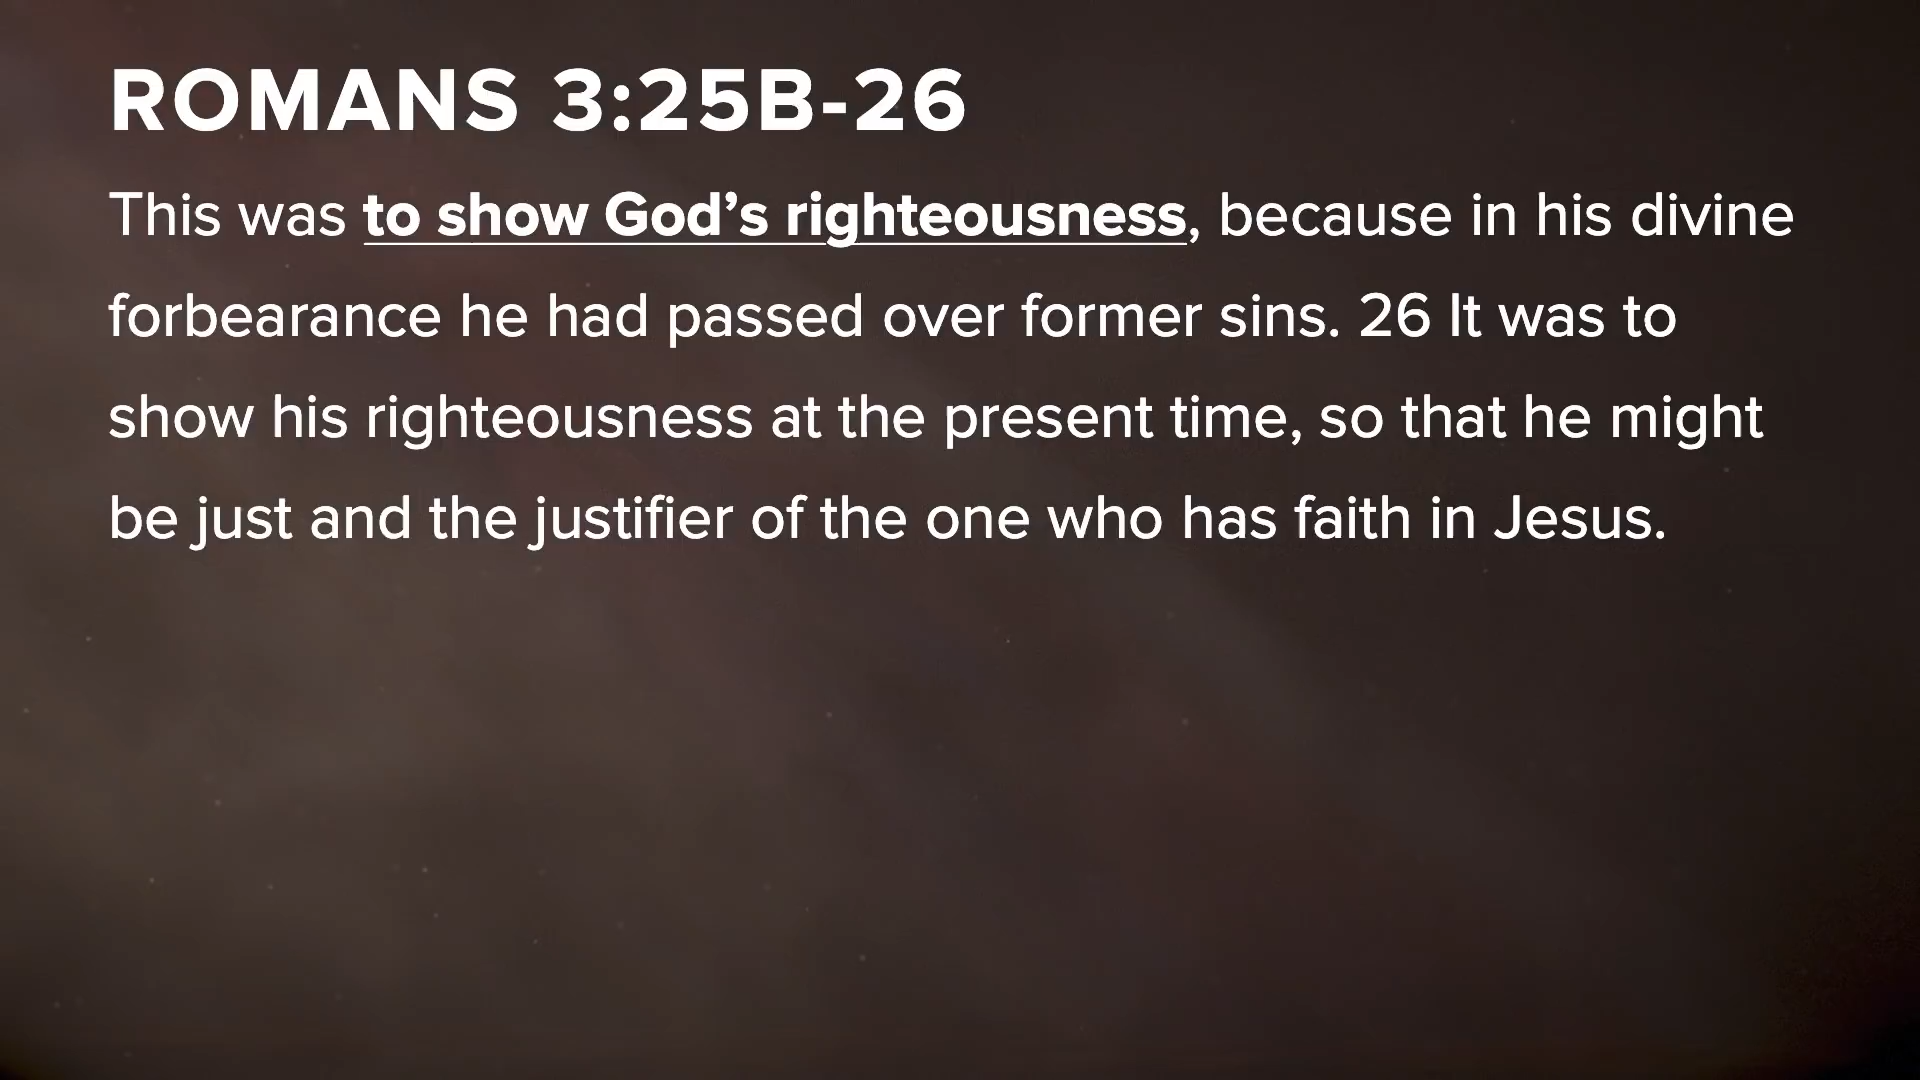 ROMANS 3:25B-26
This was to show God’s righteousness, because in his divine
forbearance he had passed over former sins. 26 It was to
show his righteousness at the present time, so that he might
be just and the justifier of the one who has faith in Jesus.